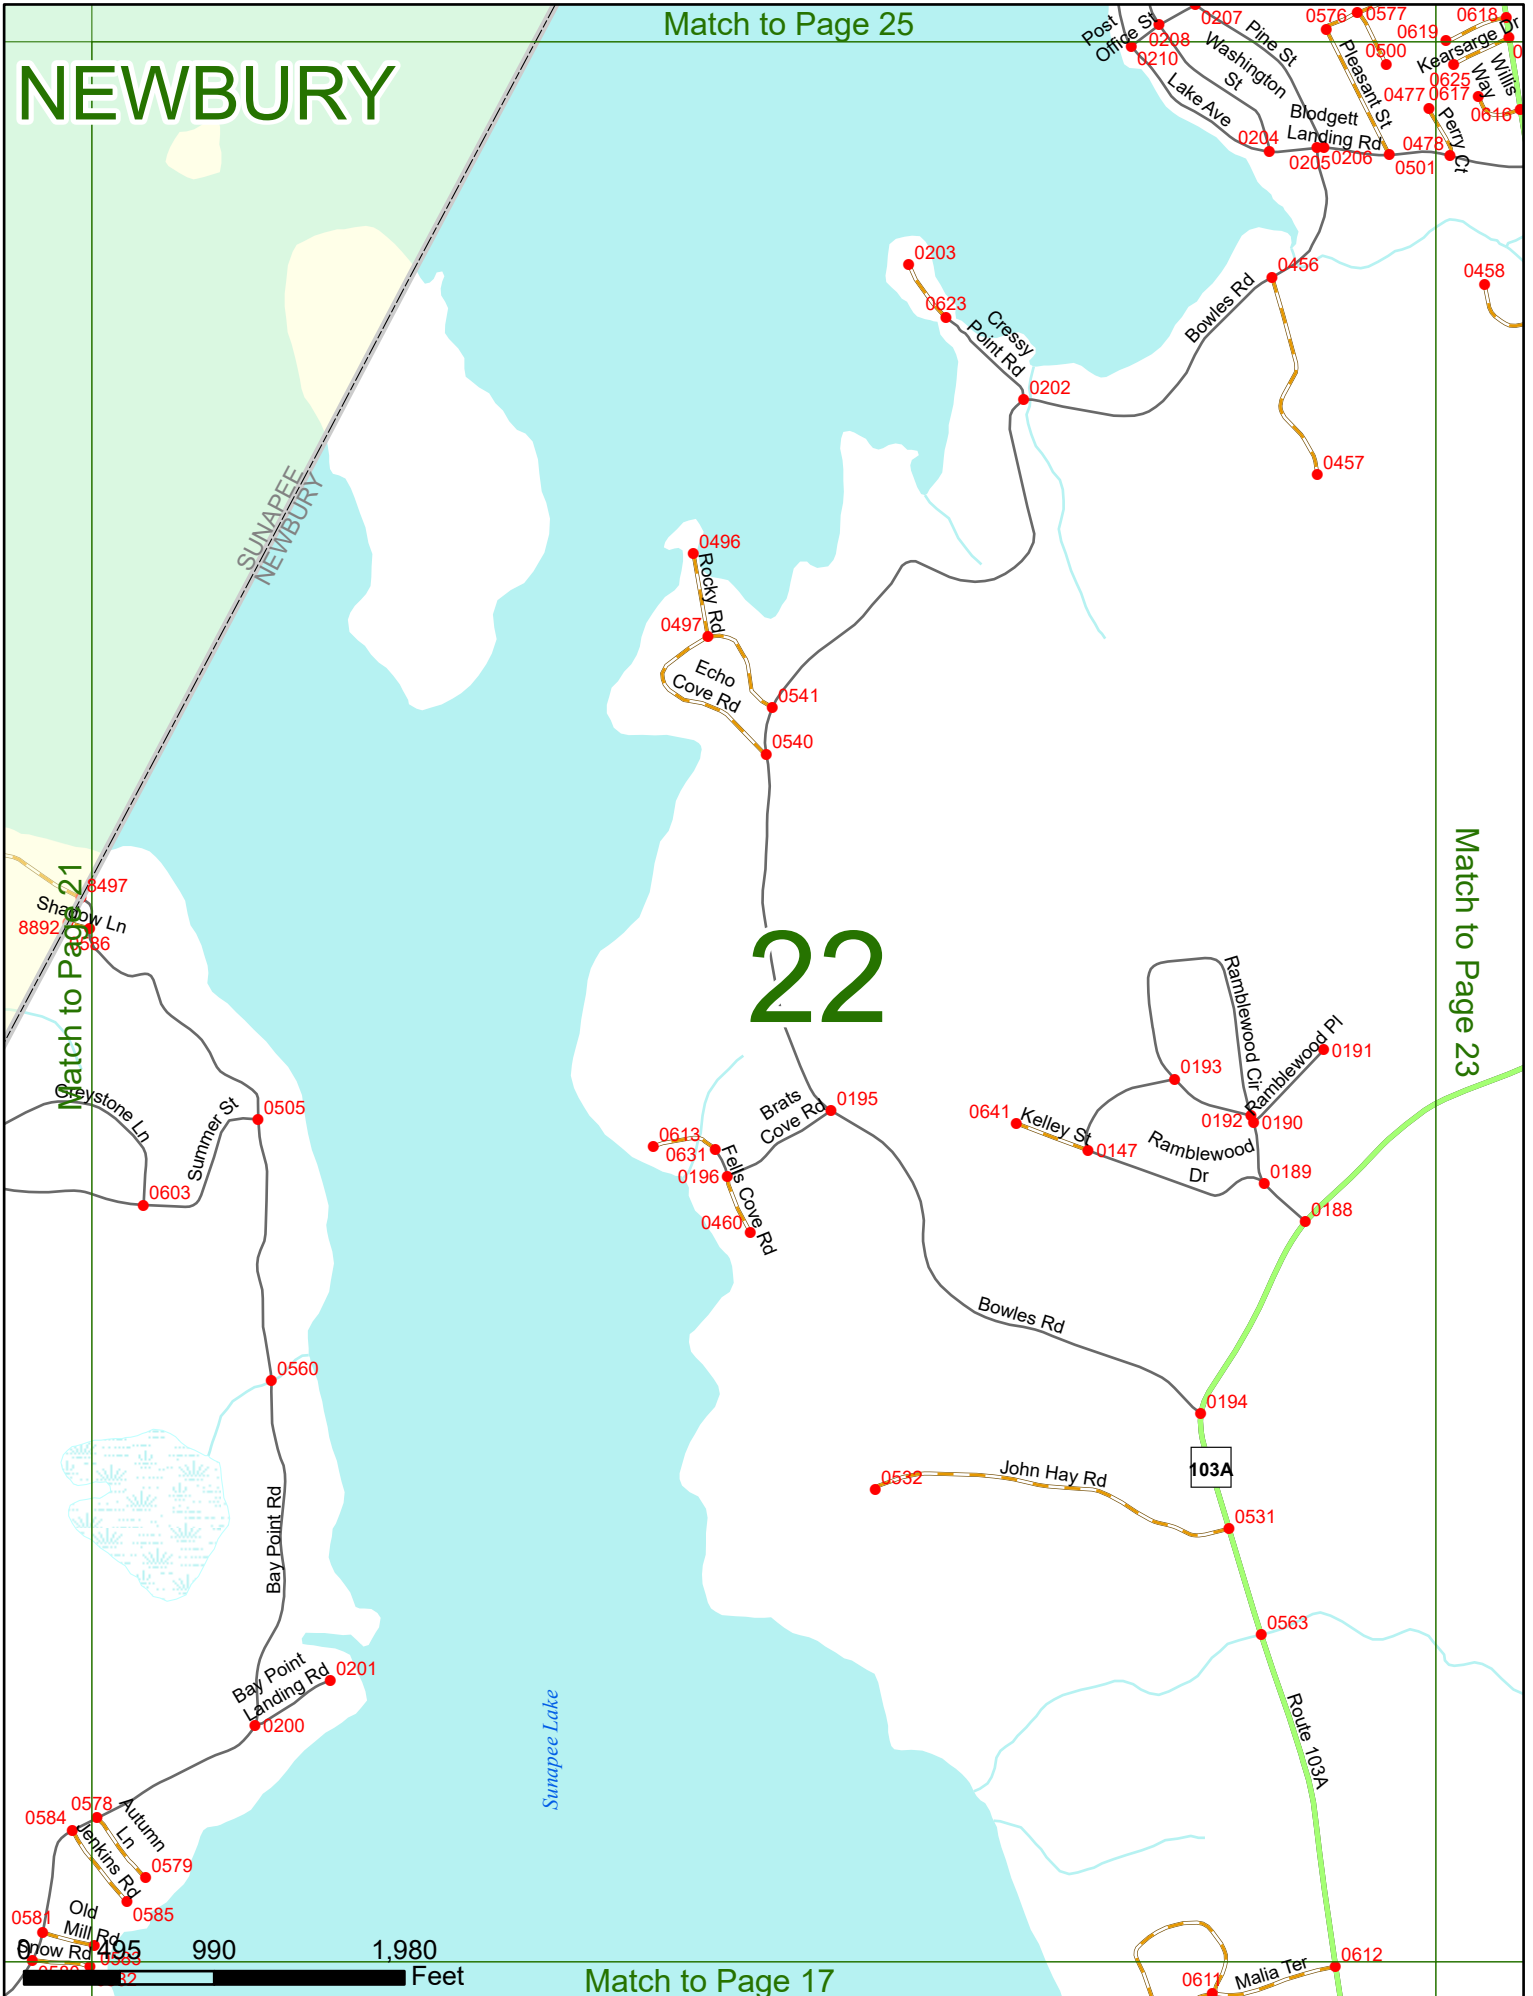 Match to Page 25
NEWBURY
Post
Office St
0207
0208
0210
Pine St
Washington
St
Lake Ave
0576
0577
0500
Pleasant St
0618
0619
Kearsarge Dr
0625
Willis
Way
0477
0617
0616
Perry Ct
Blodgett
Landing Rd
0204
0205
0206
0501
0478
0203
0623
Cressy
Point Rd
0202
Bowles Rd
0456
0458
0457
SUNAPEE
NEWBURY
0496
Rocky Rd
0497
Echo
Cove Rd
0541
0540
Match to Page 21
8497
Shadow Ln
8892
0586
22
Match to Page 23
Greystone Ln
Summer St
0505
0603
Brats
Cove Rd
0195
0613
0631
0196
Fells Cove Rd
0460
Ramblewood Cir
Ramblewood Pl
0191
0193
0192
0190
0641
Kelley St
0147
Ramblewood
Dr
0189
0188
Bowles Rd
0560
0194
103A
John Hay Rd
0532
0531
Bay Point Rd
0563
Bay Point
Landing Rd
0201
0200
Sunapee Lake
Route 103A
0578
0584
Autumn
Ln
Jenkins Rd
0579
0585
0581
Old
Mill Rd
Snow Rd
0583
0 495 990 1,980
Feet
Match to Page 17
0611
Malia Ter
0612